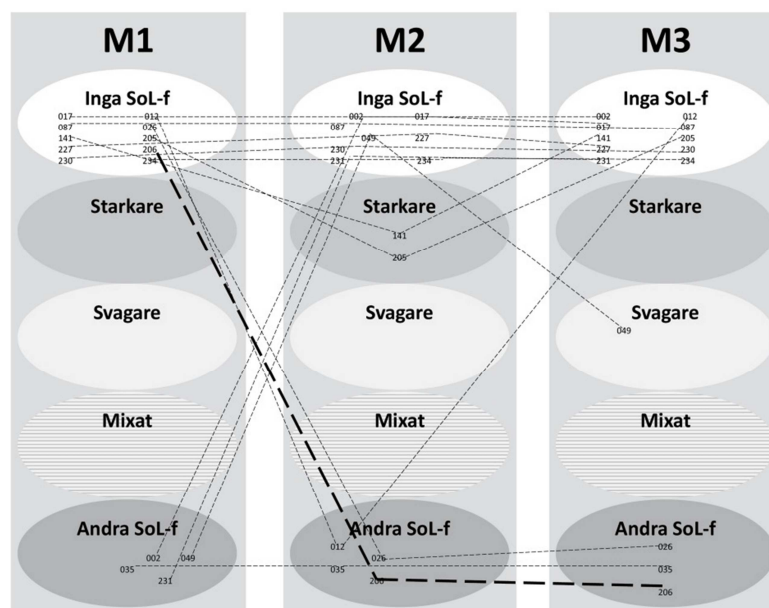 M1
M2
M3
Inga SoL-f
Inga SoL-f
Inga SoL-f
017 012
002 017
002 012
087 026
087
017 087
141 205
049 227
141 205
227 206
230
227 230
230 234
231 234
231 234
Starkare
Starkare
Starkare
141
205
Svagare
Svagare
Svagare
049
Mixat
Mixat
Mixat
Andra SoL-f
Andra SoL-f
Andra SoL-f
002 049
035
231
012
026
035
206
026
035
206